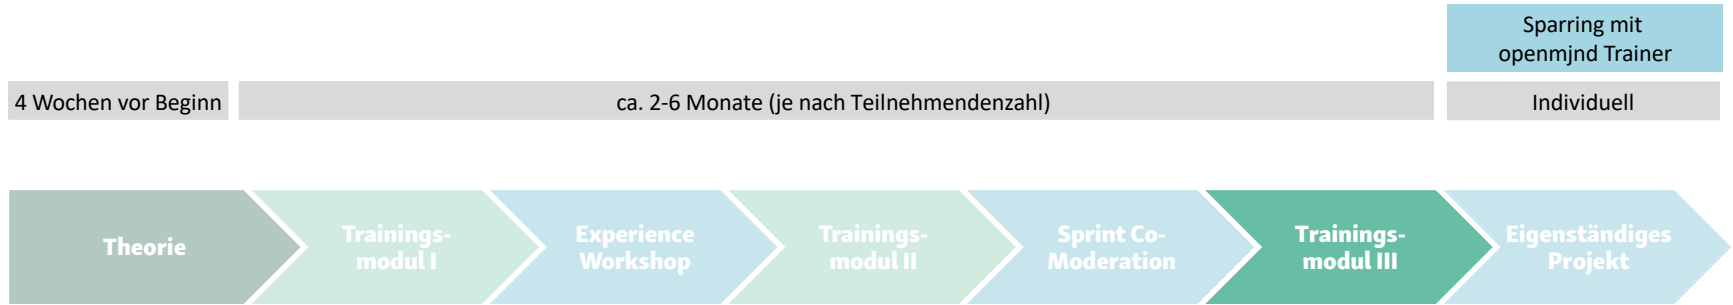 Sparring mit
openmjnd Trainer
4 Wochen vor Beginn
ca. 2-6 Monate (je nach Teilnehmendenzahl)
Individuell
Theorie
Trainings-
modul I
Experience
Workshop
Trainings-
modul II
Sprint Co-
Moderation
Trainings-
modul III
Eigenständiges
Projekt